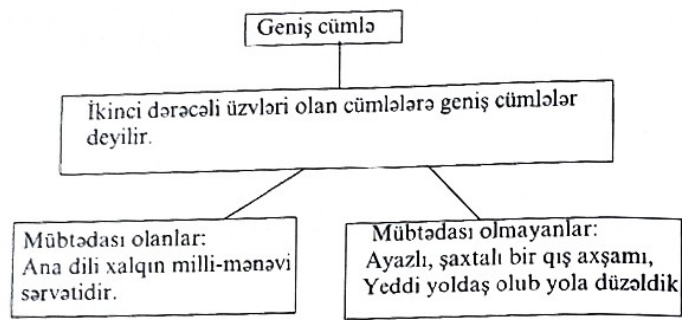 Geniş cümlə
İkinci dərəcəli üzvləri olan cümlələrə geniş cümlələr
deyilir.
Mübtədası olanlar:
Ana dili xalqın milli-mənəvi
sərvətidir.
Mübtədası olmayanlar:
Ayazlı, şaxtalı bir qış axşamı,
Yeddi yoldaş olub yola düzəldik